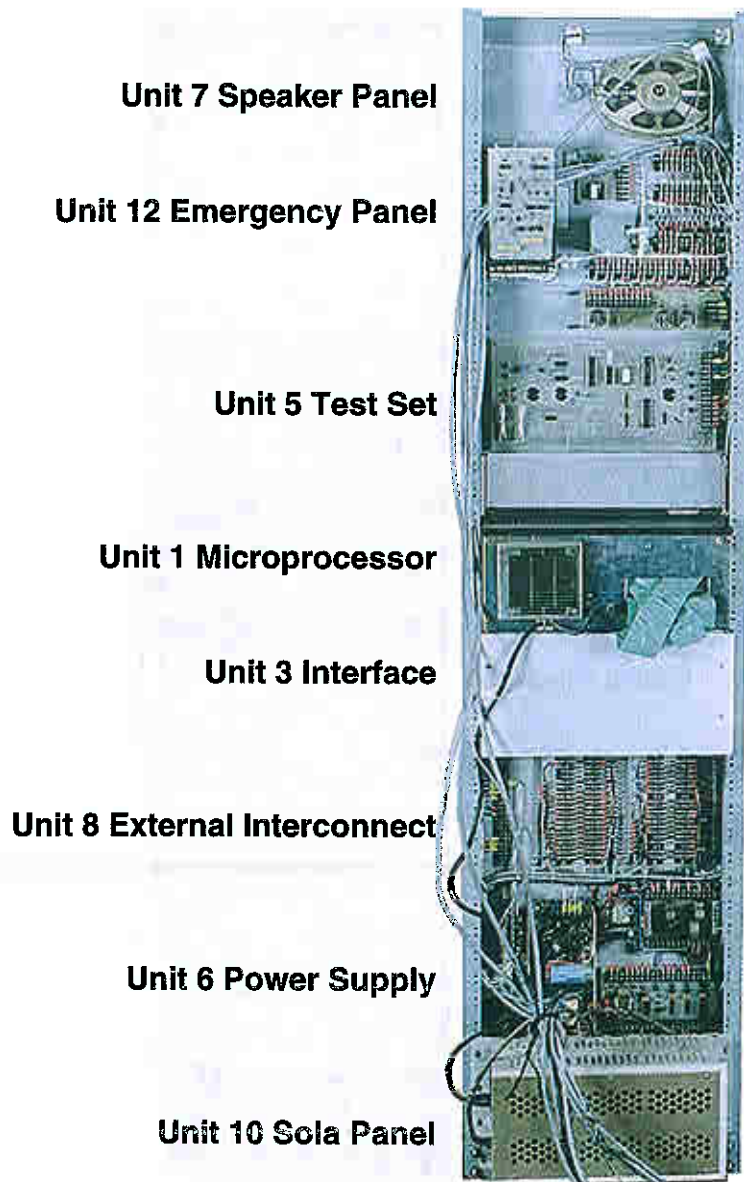 Unit 7 Speaker Panel
Unit 12 Emergency Panel
Unit 5 Test Set
Unit 1 Microprocessor
Unit 3 Interface
Unit 8 External Interconnect
Unit 6 Power Supply
Unit 10 Sola Panel